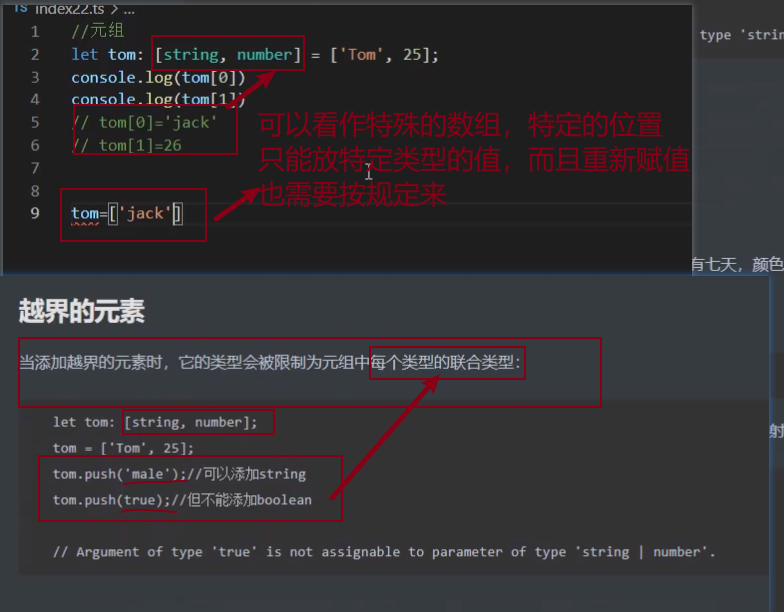 TS index22.ts > ...
1 //元组
2 let tom: [string, number] = ['Tom', 25];
3 console.log(tom[0])
4 console.log(tom[1])
5 // tom[0]='jack'
6 // tom[1]=26
7
8
9 tom=['jack']
可以看作特殊的数组，特定的位置
只能放特定类型的值，而且重新赋值
也需要按规定来
type 'strin
有七天，颜色
越界的元素
当添加越界的元素时，它的类型会被限制为元组中每个类型的联合类型：
射
let tom: [string, number];
tom = ['Tom', 25];
tom.push('male');//可以添加string
tom.push(true);//但不能添加boolean
// Argument of type 'true' is not assignable to parameter of type 'string | number'.